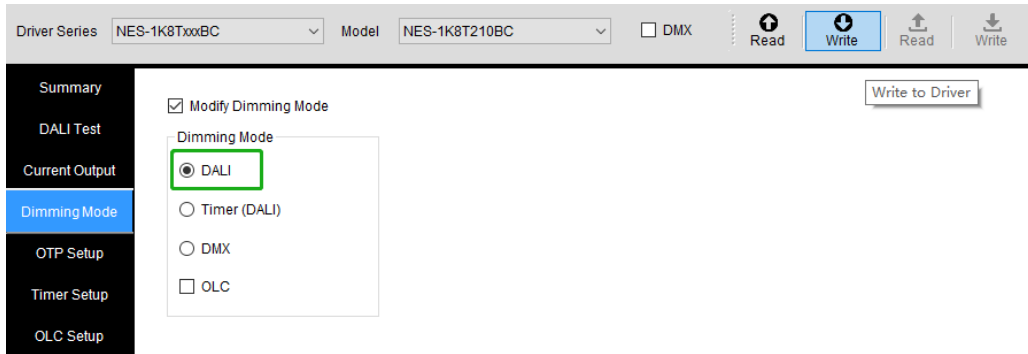 Driver Series NES-1K8TxxxBC Model NES-1K8T210BC DMX Read Write Read Write
Write to Driver
Summary
DALI Test
Current Output
Dimming Mode
OTP Setup
Timer Setup
OLC Setup
Modify Dimming Mode
Dimming Mode
DALI
Timer (DALI)
DMX
OLC